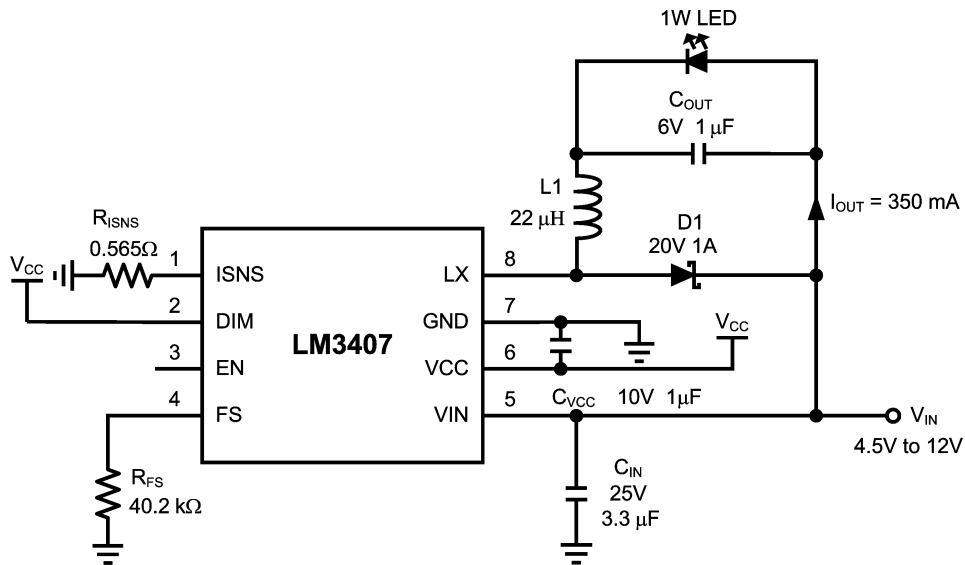 1W LED
COUT
6V 1 μF
L1
22 μH
IOUT = 350 mA
D1
20V 1A
RISNS
0.565Ω
VCC
1
ISNS
2
DIM
3
EN
4
FS
LM3407
LX
8
GND
7
VCC
6
VIN
5
VCC
CVCC 10V 1μF
VIN
4.5V to 12V
CIN
25V
3.3 μF
RFS
40.2 kΩ